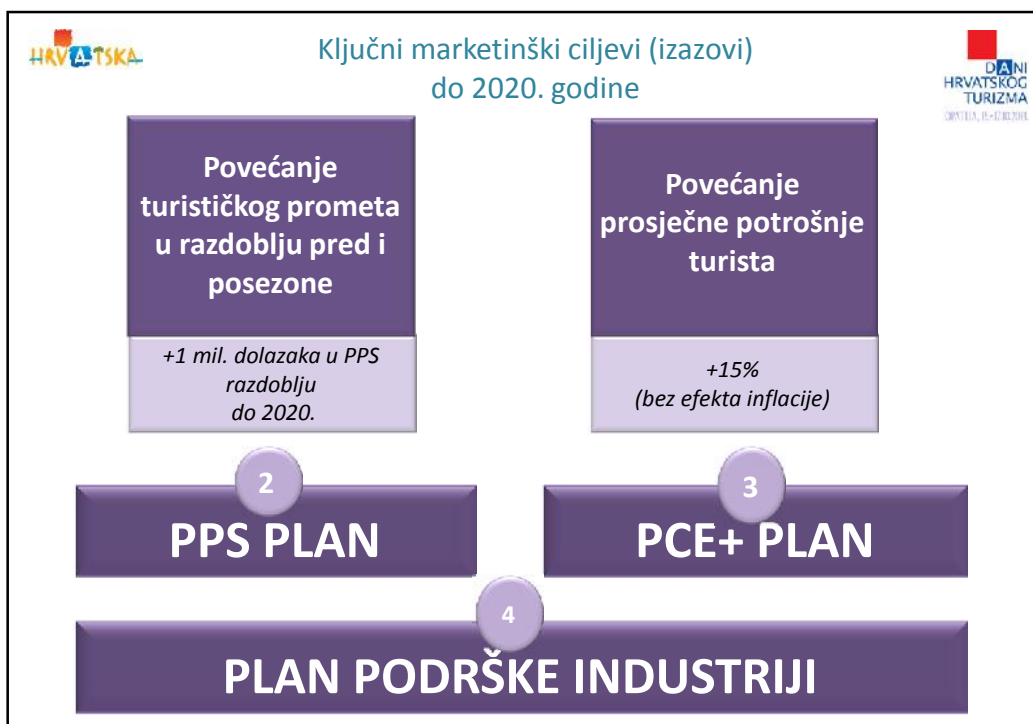 HRVATSKA
Ključni marketinški ciljevi (izazovi)
do 2020. godine
DANI
HRVATSKOG
TURIZMA
Povećanje
turističkog prometa
u razdoblju pred i
posezone
+1 mil. dolazaka u PPS
razdoblju
do 2020.
Povećanje
prosječne potrošnje
turista
+15%
(bez efekta inflacije)
2
PPS PLAN
3
PCE+ PLAN
4
PLAN PODRŠKE INDUSTRIJI